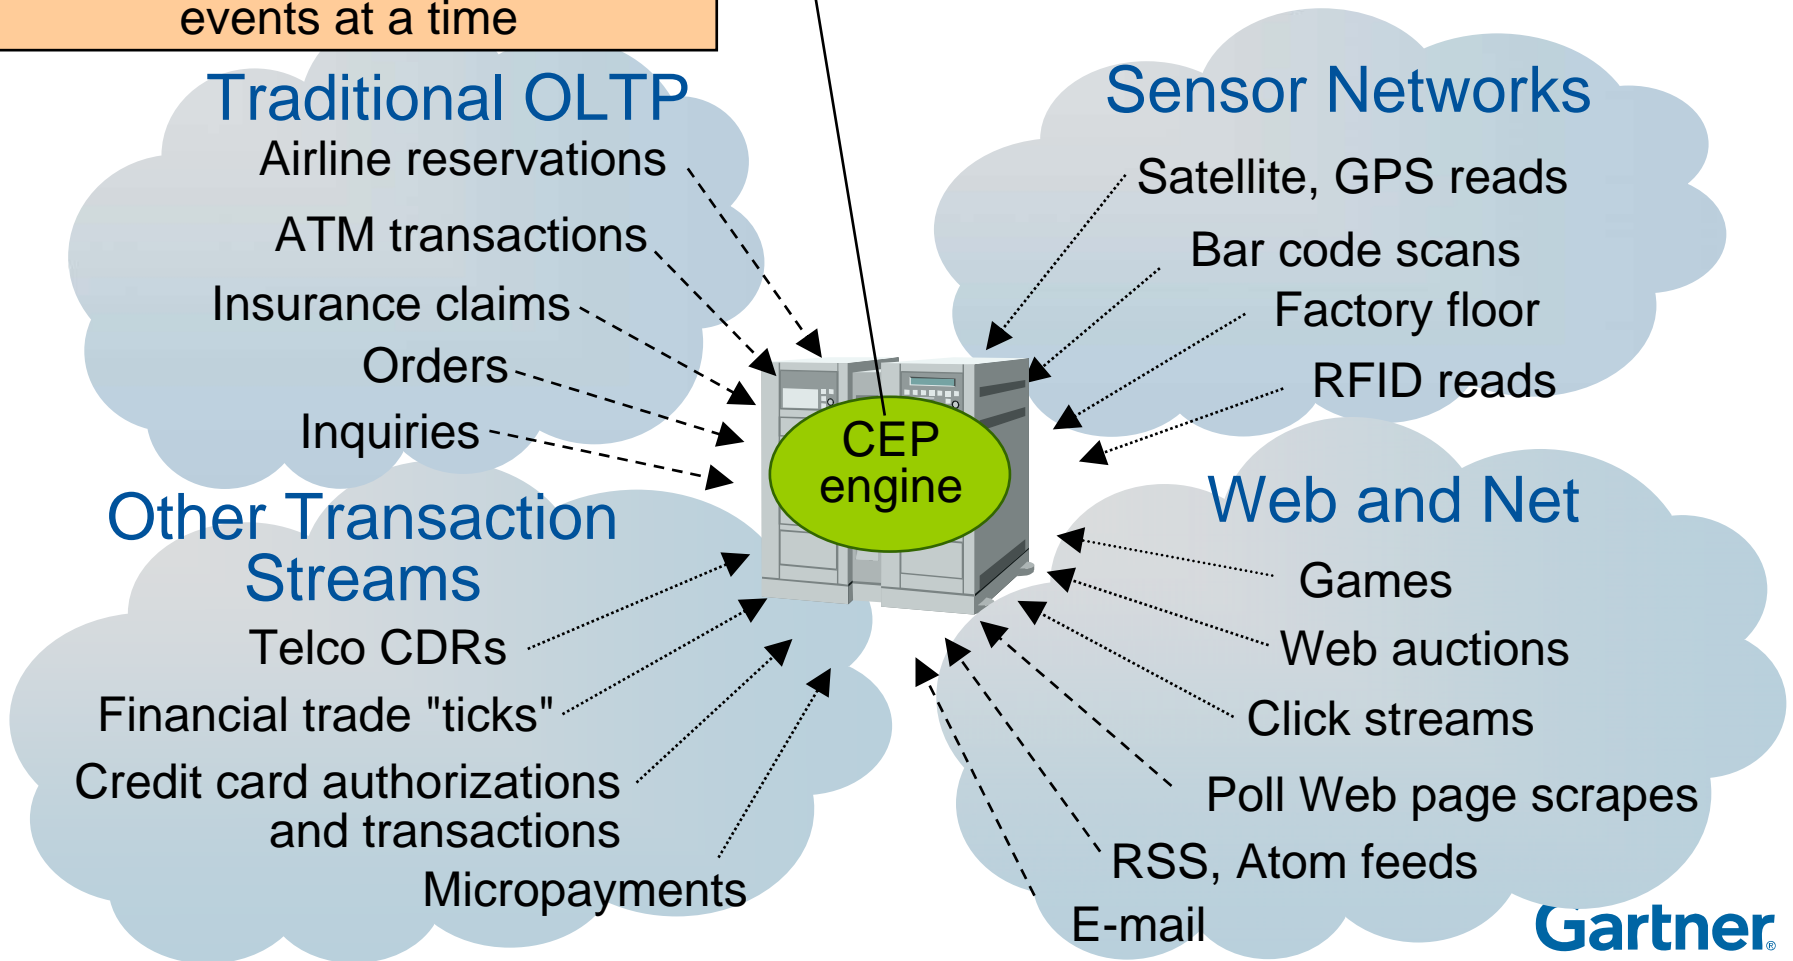 events at a time
Traditional OLTP
Airline reservations
ATM transactions
Insurance claims
Orders
Inquiries
Sensor Networks
Satellite, GPS reads
Bar code scans
Factory floor
RFID reads
CEP
engine
Other Transaction
Streams
Telco CDRs
Financial trade "ticks"
Credit card authorizations
and transactions
Micropayments
Web and Net
Games
Web auctions
Click streams
Poll Web page scrapes
RSS, Atom feeds
E-mail
Gartner®